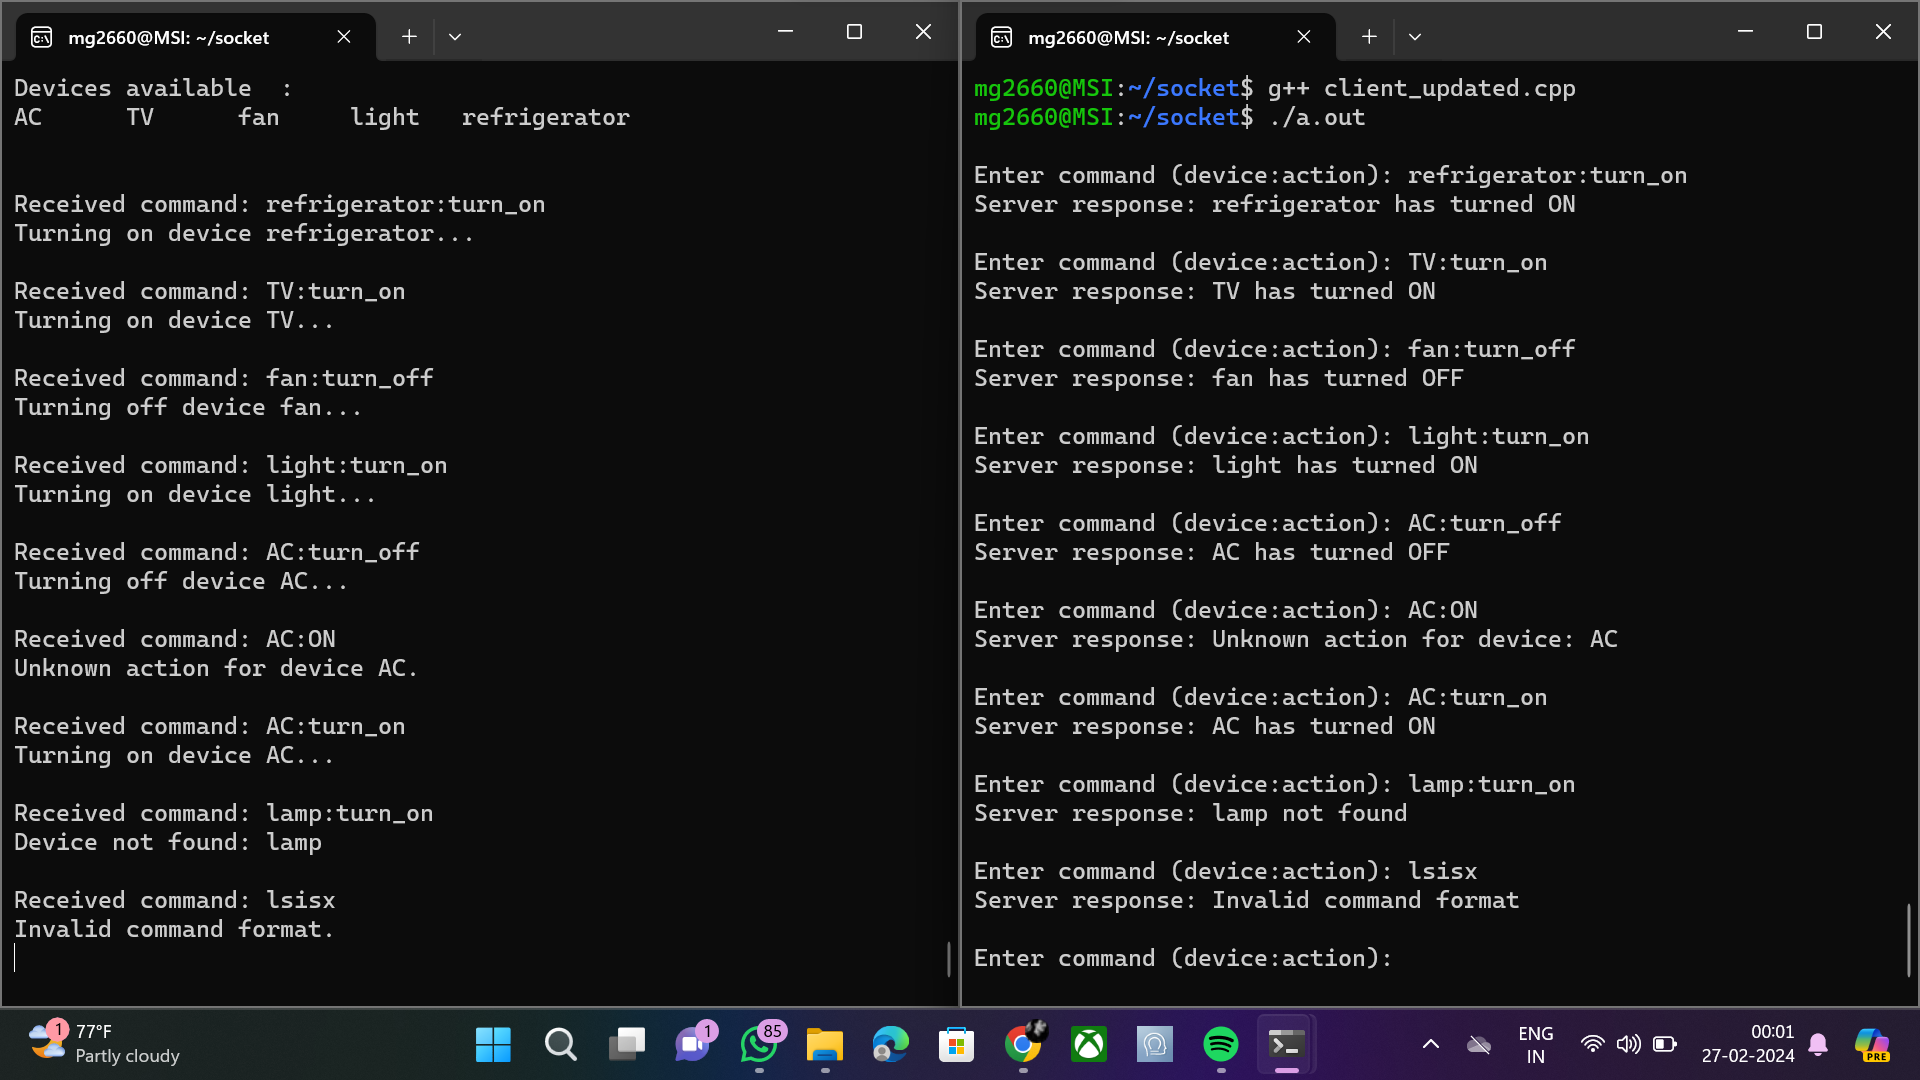 mg2660@MSI: ~/socket
Devices available  :
AC      TV      fan     light   refrigerator
Received command: refrigerator:turn_on
Turning on device refrigerator...
Received command: TV:turn_on
Turning on device TV...
Received command: fan:turn_off
Turning off device fan...
Received command: light:turn_on
Turning on device light...
Received command: AC:turn_off
Turning off device AC...
Received command: AC:ON
Unknown action for device AC.
Received command: AC:turn_on
Turning on device AC...
Received command: lamp:turn_on
Device not found: lamp
Received command: lsisx
Invalid command format.
mg2660@MSI: ~/socket
mg2660@MSI:~/socket$ g++ client_updated.cpp
mg2660@MSI:~/socket$ ./a.out
Enter command (device:action): refrigerator:turn_on
Server response: refrigerator has turned ON
Enter command (device:action): TV:turn_on
Server response: TV has turned ON
Enter command (device:action): fan:turn_off
Server response: fan has turned OFF
Enter command (device:action): light:turn_on
Server response: light has turned ON
Enter command (device:action): AC:turn_off
Server response: AC has turned OFF
Enter command (device:action): AC:ON
Server response: Unknown action for device: AC
Enter command (device:action): AC:turn_on
Server response: AC has turned ON
Enter command (device:action): lamp:turn_on
Server response: lamp not found
Enter command (device:action): lsisx
Server response: Invalid command format
Enter command (device:action):
1
77°F
Partly cloudy
1
85
ENG
IN
00:01
27-02-2024
PRE